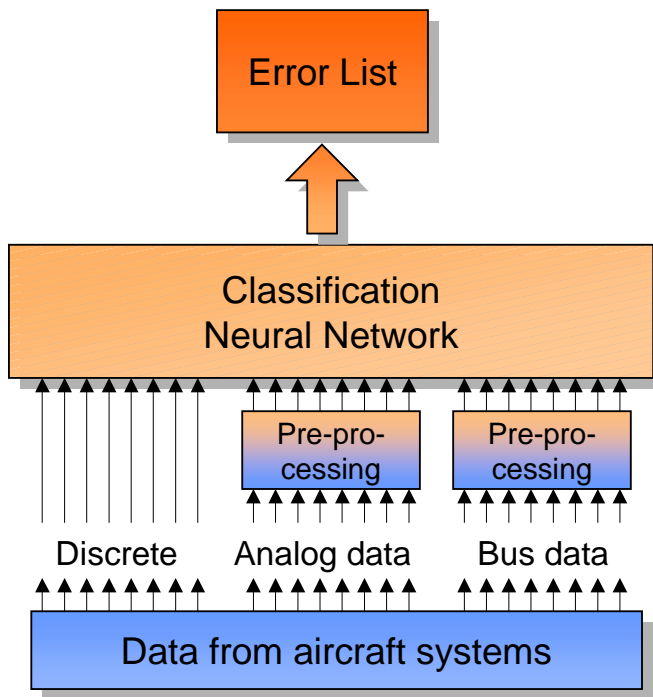 Error List
Classification
Neural Network
Pre-pro-
cessing
Pre-pro-
cessing
Discrete
Analog data
Bus data
Data from aircraft systems